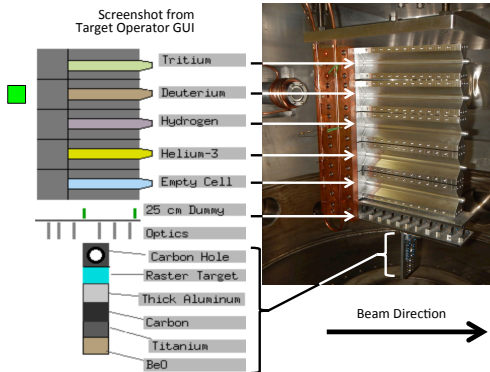 Screenshot from
Target Operator GUI
Tritium
Deuterium
Hydrogen
Helium-3
Empty Cell
25 cm Dummy
Optics
Carbon Hole
Raster Target
Thick Aluminum
Carbon
Titanium
BeO
Beam Direction